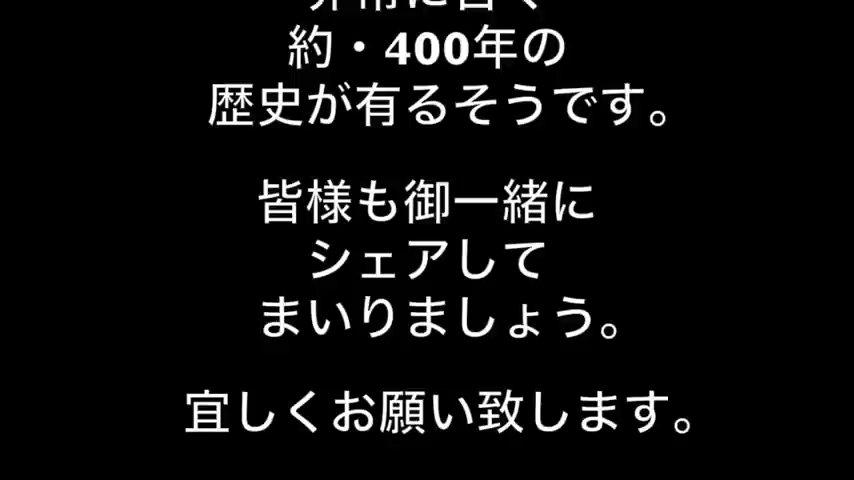 約・400年の
歴史が有るそうです。
皆様も御一緒に
シェアして
まいりましょう。
宜しくお願い致します。